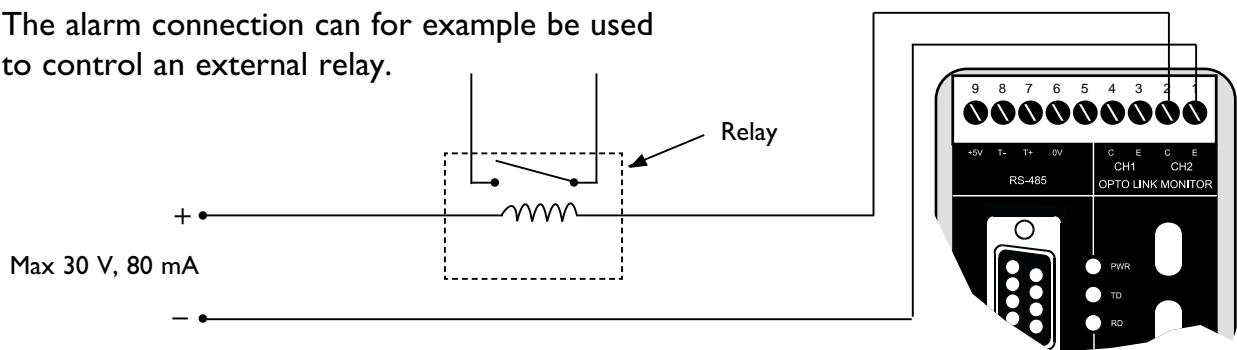 The alarm connection can for example be used
to control an external relay.
Relay
+
Max 30 V, 80 mA
−
9 8 7 6 5 4 3 2 1
+5V T- T+ 0V C E C E
CH1 CH2
RS-485 OPTO LINK MONITOR
PWR
TD
RD